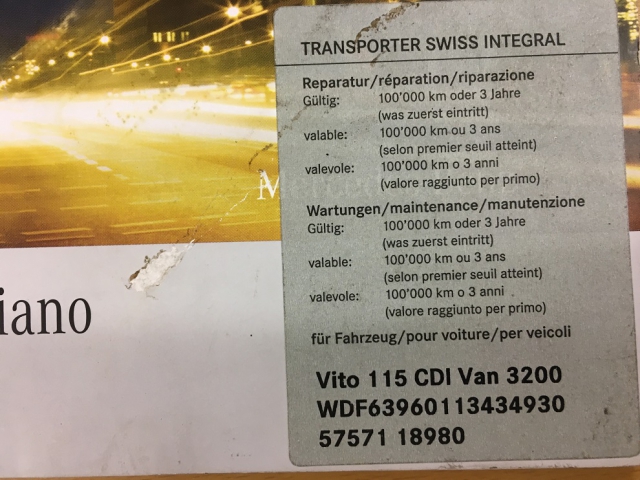 TRANSPORTER SWISS INTEGRAL
Reparatur/réparation/riparazione
Gültig: 100'000 km oder 3 Jahre
(was zuerst eintritt)
valable: 100'000 km ou 3 ans
(selon premier seuil atteint)
valevole: 100'000 km o 3 anni
(valore raggiunto per primo)
Wartungen/maintenance/manutenzione
Gültig: 100'000 km oder 3 Jahre
(was zuerst eintritt)
valable: 100'000 km ou 3 ans
(selon premier seuil atteint)
valevole: 100'000 km o 3 anni
(valore raggiunto per primo)
für Fahrzeug/pour voiture/per veicoli
Vito 115 CDI Van 3200
WDF63960113434930
57571 18980
iano